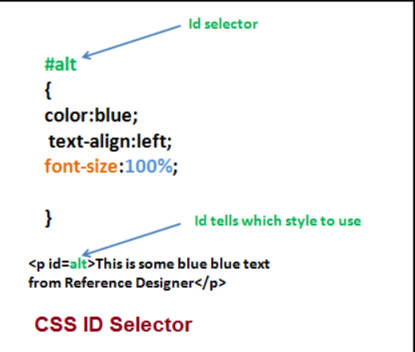 Id selector
#alt
{
color:blue;
text-align:left;
font-size:100%;
}
Id tells which style to use
<p id=alt>This is some blue blue text
from Reference Designer</p>
CSS ID Selector